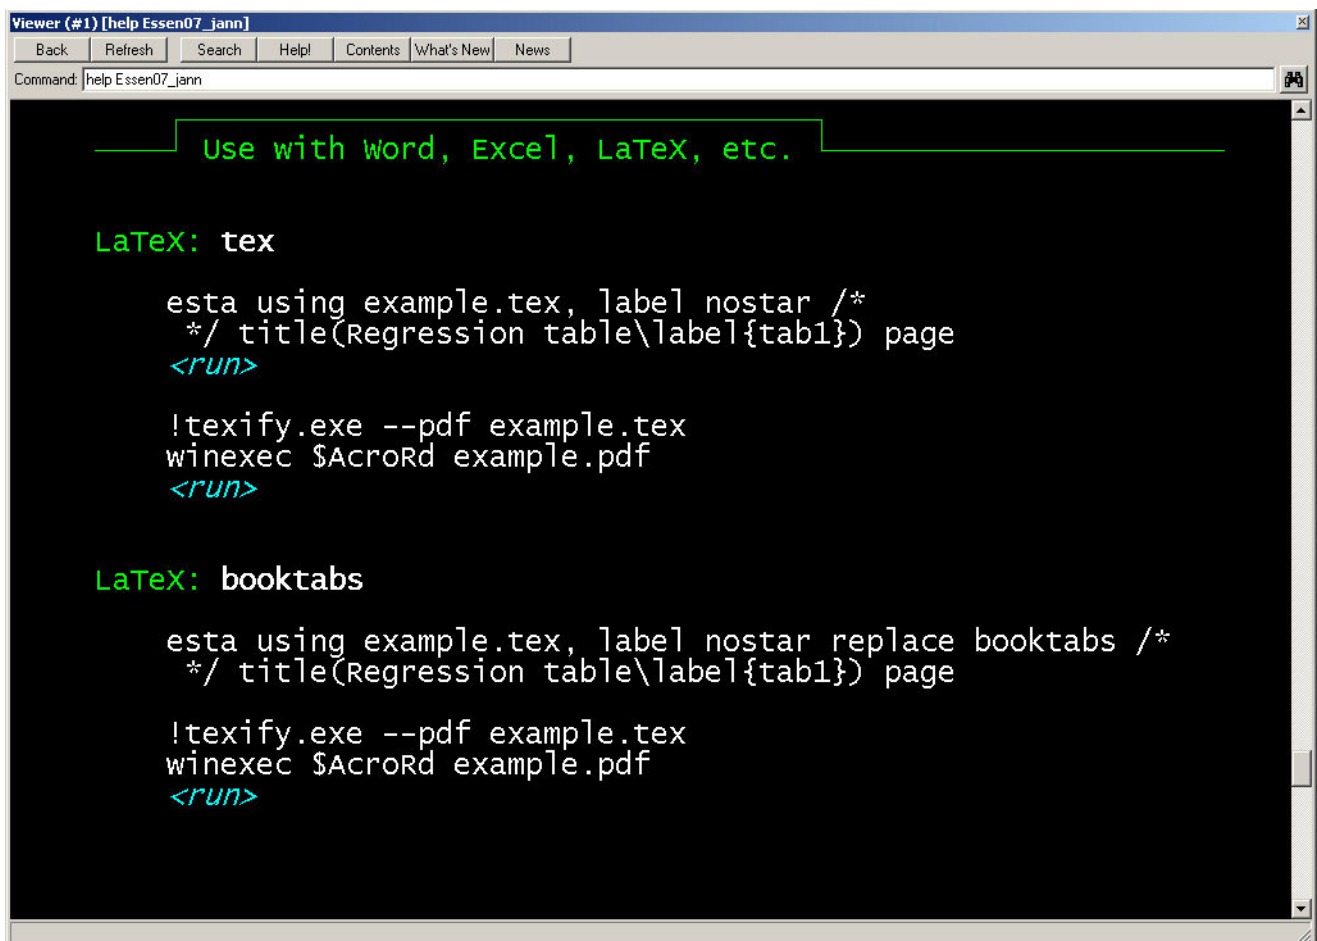 Viewer (#1) [help Essen07_jann]
Back Refresh Search Help! Contents What's New News
Command: help Essen07_jann
Use with Word, Excel, LaTeX, etc.
LaTeX: tex
esta using example.tex, label nostar /*
*/ title(Regression table\label{tab1}) page
<run>
!texify.exe --pdf example.tex
winexec $AcroRd example.pdf
<run>
LaTeX: booktabs
esta using example.tex, label nostar replace booktabs /*
*/ title(Regression table\label{tab1}) page
!texify.exe --pdf example.tex
winexec $AcroRd example.pdf
<run>